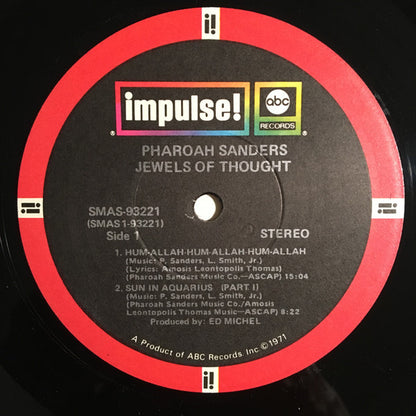 i!
impulse!
abc
RECORDS
PHAROAH SANDERS
JEWELS OF THOUGHT
SMAS-93221
(SMAS 1-93221)
Side 1
STEREO
1. HUM-ALLAH-HUM-ALLAH-HUM-ALLAH
(Music: P. Sanders, L. Smith, Jr.)
(Lyrics: Amosis Leontopolis Thomas)
(Pharoah Sanders Music Co.—ASCAP) 15:04
2. SUN IN AQUARIUS (PART I)
(Music: P. Sanders, L. Smith, Jr.)
(Pharoah Sanders Music Co./Amosis
Leontopolis Thomas Music—ASCAP) 8:22
Produced by: ED MICHEL
A Product of ABC Records, Inc © 1971
i!
i!
i!